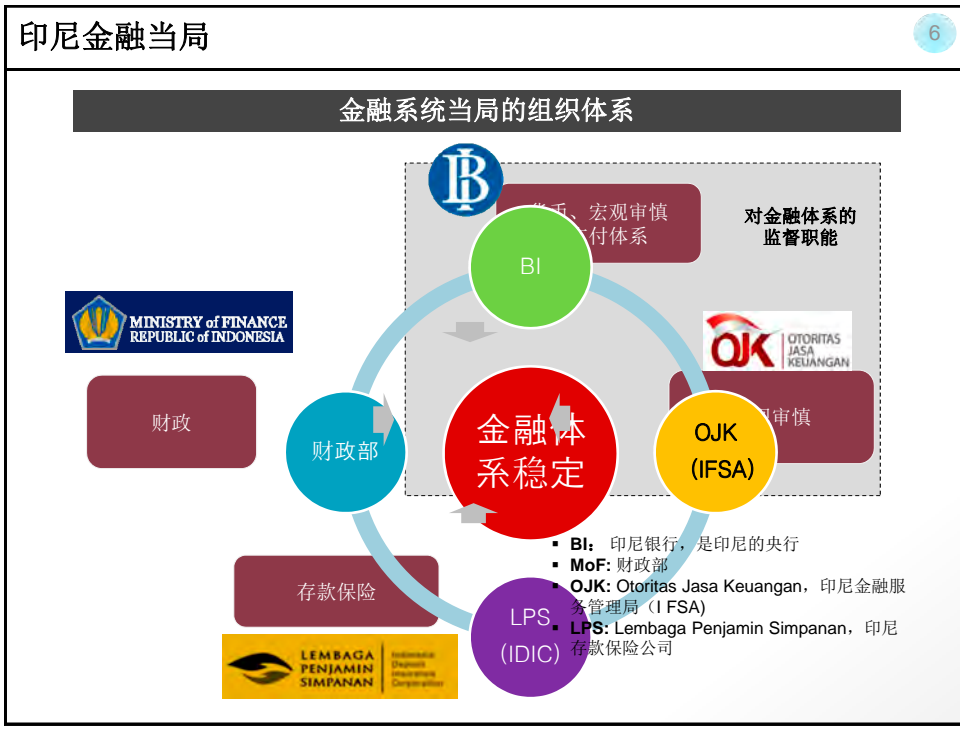 印尼金融当局
6
金融系统当局的组织体系
、宏观审慎
付体系
对金融体系的
监督职能
BI
MINISTRY of FINANCE
REPUBLIC of INDONESIA
OJK
OTORITAS
JASA
KEUANGAN
财政
财政部
金融体
系稳定
OJK
(IFSA)
审慎
▪ BI： 印尼银行，是印尼的央行
▪ MoF: 财政部
▪ OJK: Otoritas Jasa Keuangan，印尼金融服
务管理局（I FSA)
▪ LPS: Lembaga Penjamin Simpanan，印尼
存款保险公司
存款保险
LPS
(IDIC)
LEMBAGA
PENJAMIN
SIMPANAN
Indonesia
Deposit
Insurance
Corporation